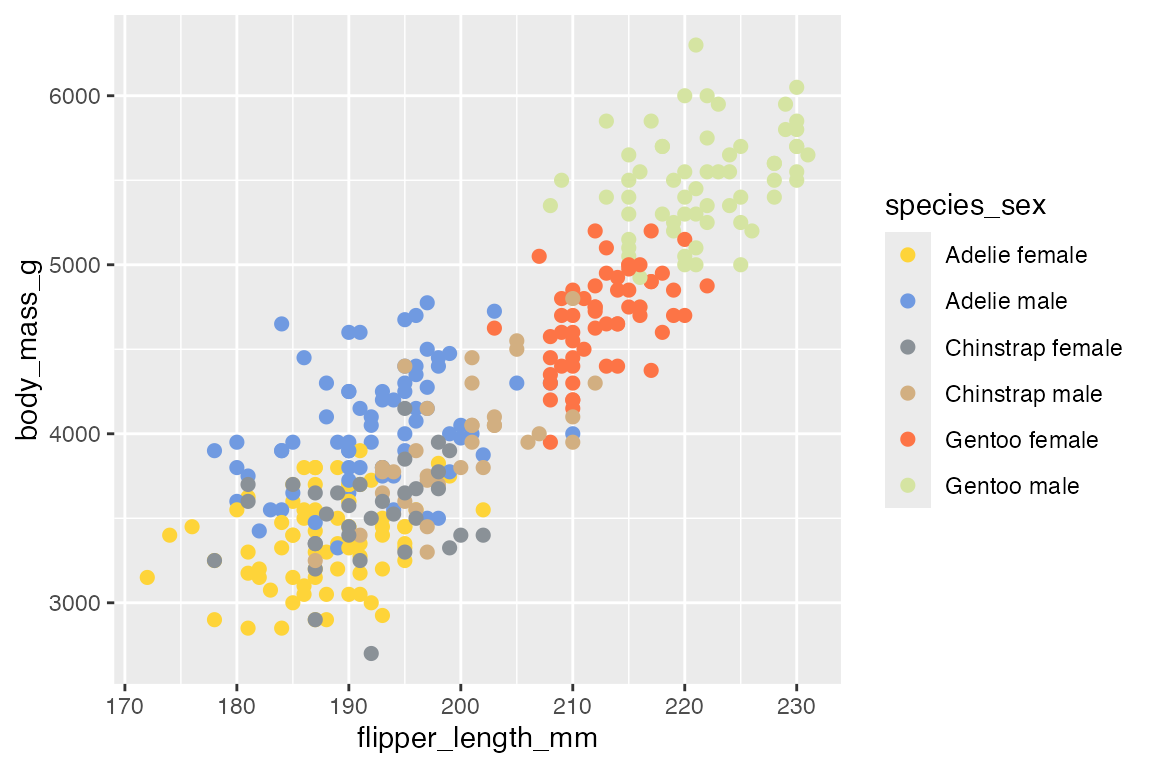 6000
5000
4000
3000
body_mass_g
170 180 190 200 210 220 230
flipper_length_mm
species_sex
Adelie female
Adelie male
Chinstrap female
Chinstrap male
Gentoo female
Gentoo male